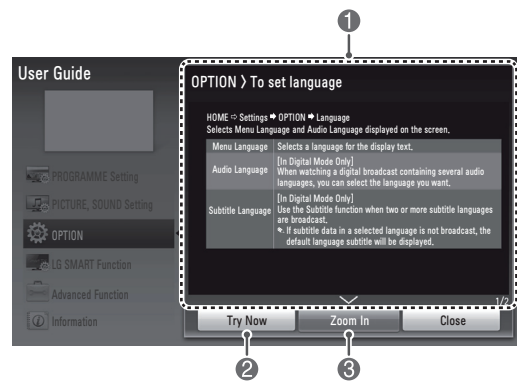 1
User Guide
OPTION > To set language
HOME ⇨ Settings ➡ OPTION ➡ Language
Selects Menu Language and Audio Language displayed on the screen.
Menu Language Selects a language for the display text.
Audio Language [In Digital Mode Only]
When watching a digital broadcast containing several audio
languages, you can select the language you want.
Subtitle Language [In Digital Mode Only]
Use the Subtitle function when two or more subtitle languages
are broadcast.
If subtitle data in a selected language is not broadcast, the
default language subtitle will be displayed.
PROGRAMME Setting
PICTURE, SOUND Setting
OPTION
LG SMART Function
Advanced Function
Information
1/2
Try Now Zoom In Close
2 3